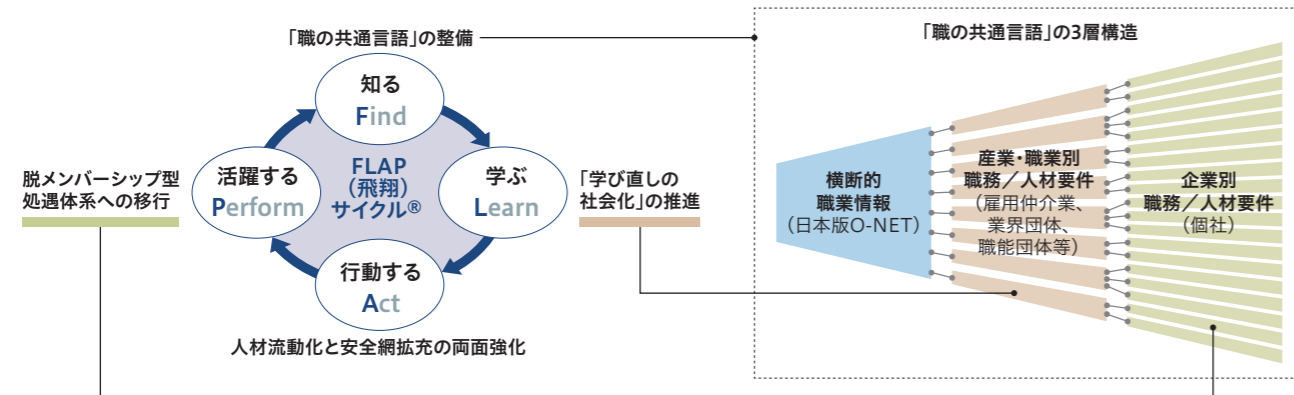 「職の共通言語」の整備
知る
Find
活躍する
Perform
FLAP
(飛翔)
サイクル®
学ぶ
Learn
行動する
Act
脱メンバーシップ型
処遇体系への移行
「学び直しの
社会化」の推進
人材流動化と安全網拡充の両面強化
「職の共通言語」の3層構造
横断的
職業情報
(日本版O-NET)
産業・職業別
職務/人材要件
(雇用仲介業、
業界団体、
職能団体等)
企業別
職務/人材要件
(個社)